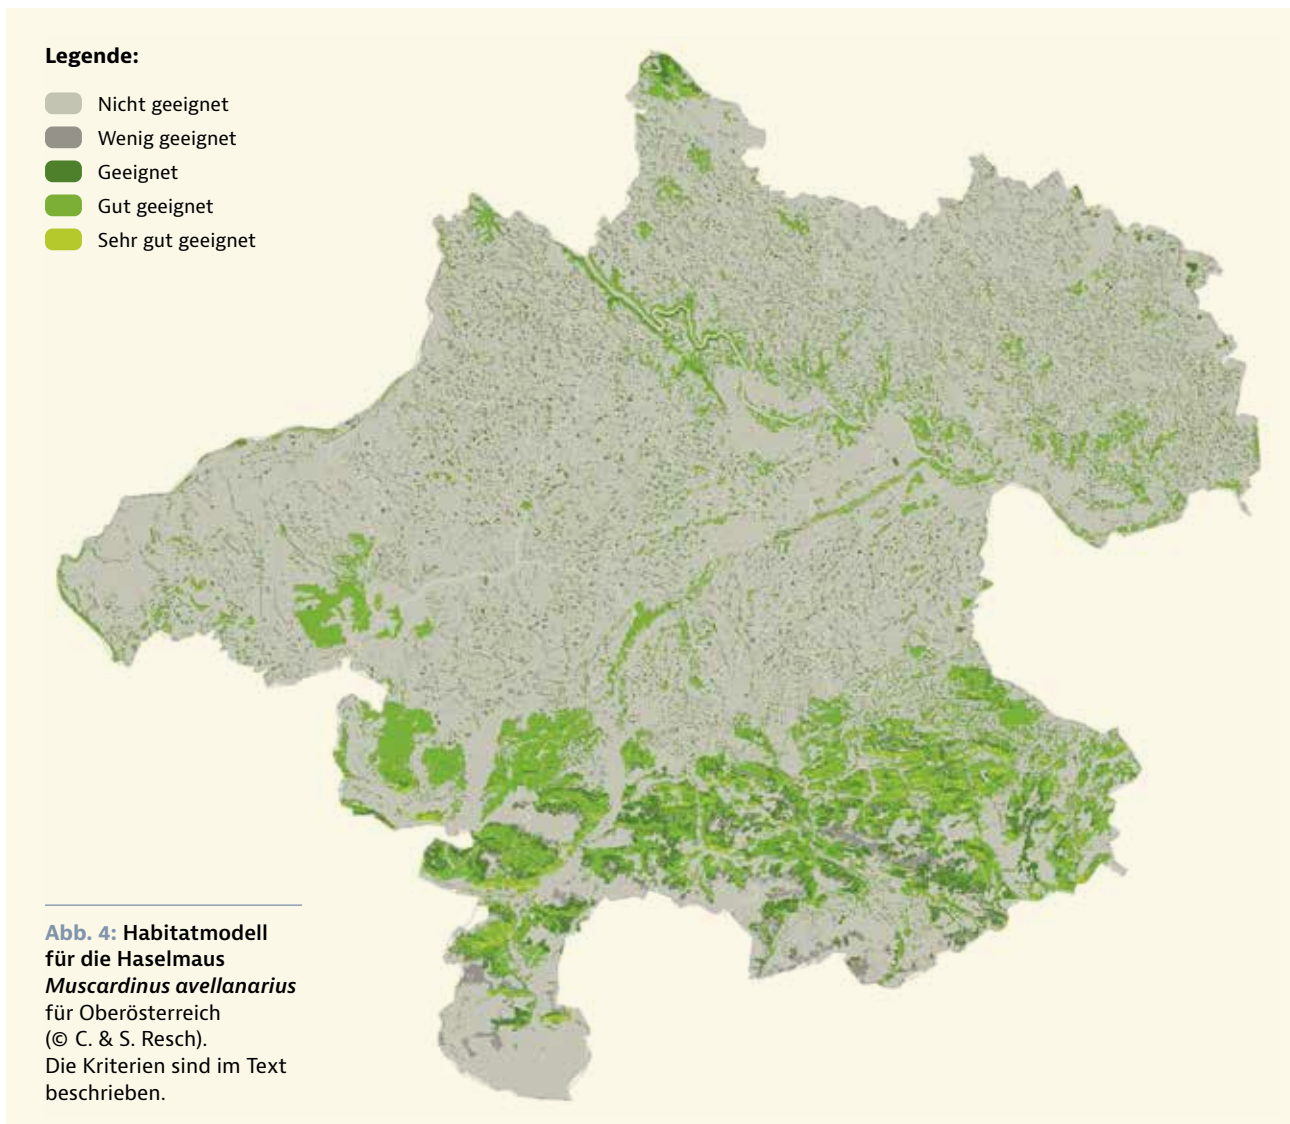 Legende:
Nicht geeignet
Wenig geeignet
Geeignet
Gut geeignet
Sehr gut geeignet
Abb. 4: Habitatmodell
für die Haselmaus
Muscardinus avellanarius
für Oberösterreich
(© C. & S. Resch).
Die Kriterien sind im Text
beschrieben.